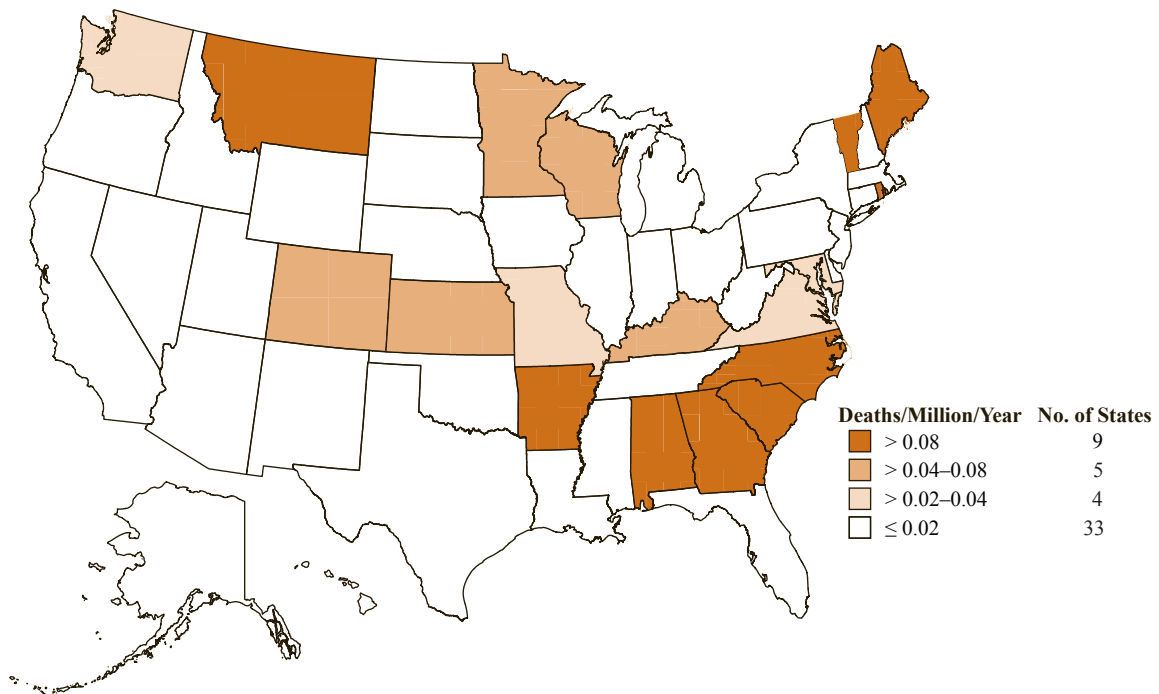 Deaths/Million/Year No. of States
> 0.08 9
> 0.04–0.08 5
> 0.02–0.04 4
≤ 0.02 33